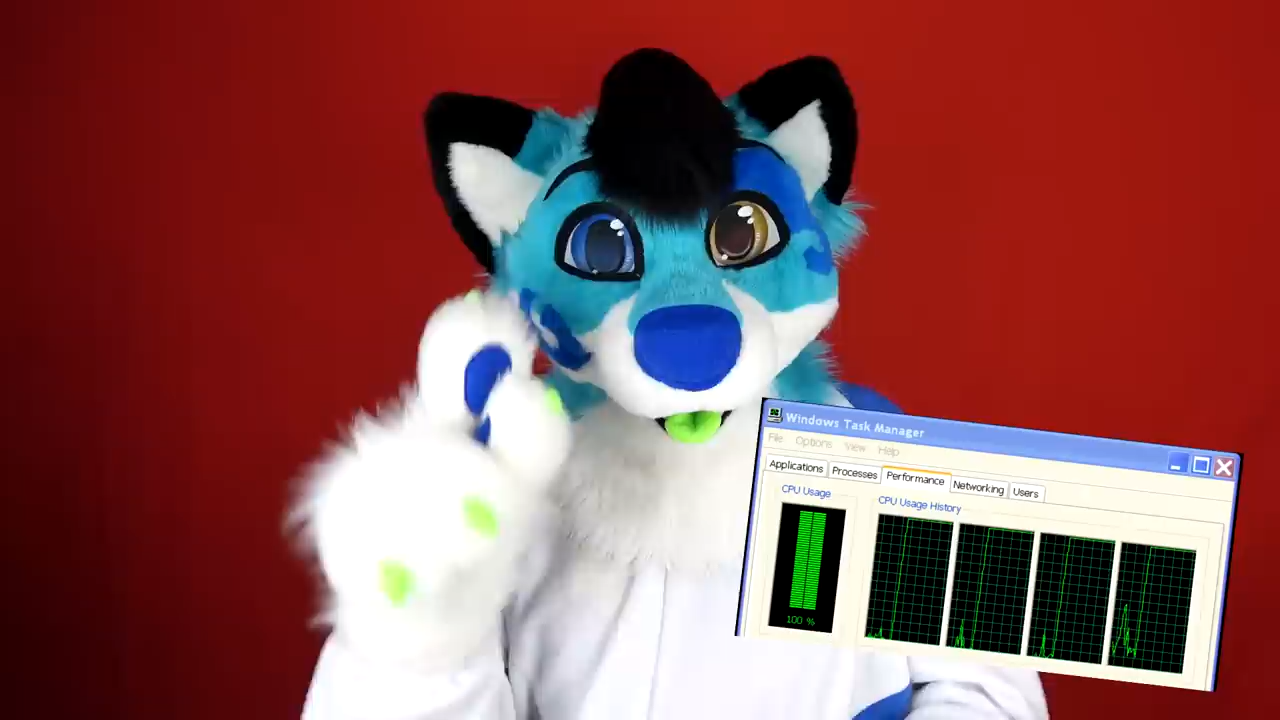 Windows Task Manager
File Options View Help
Applications Processes Performance Networking Users
CPU Usage
CPU Usage History
100 %